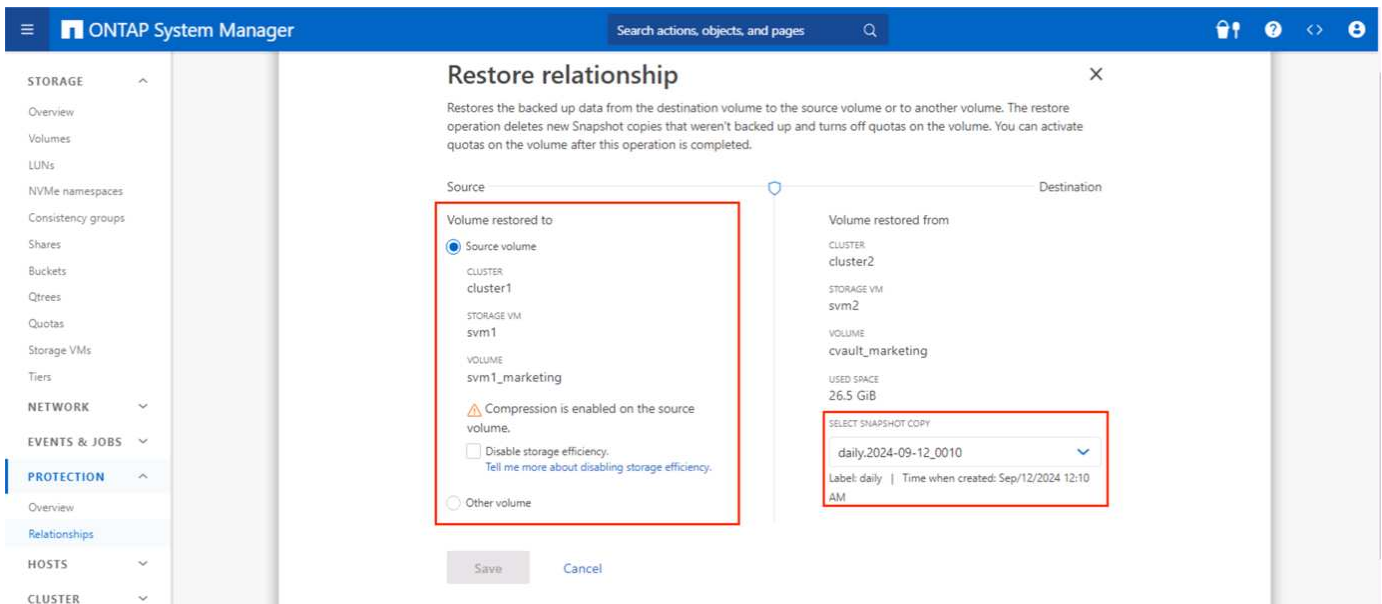 ONTAP System Manager
Search actions, objects, and pages
STORAGE
Overview
Volumes
LUNs
NVMe namespaces
Consistency groups
Shares
Buckets
Qtrees
Quotas
Storage VMs
Tiers
NETWORK
EVENTS & JOBS
PROTECTION
Overview
Relationships
HOSTS
CLUSTER
Restore relationship
Restores the backed up data from the destination volume to the source volume or to another volume. The restore
operation deletes new Snapshot copies that weren't backed up and turns off quotas on the volume. You can activate
quotas on the volume after this operation is completed.
Source
Destination
Volume restored to
Source volume
CLUSTER
cluster1
STORAGE VM
svm1
VOLUME
svm1_marketing
Compression is enabled on the source
volume.
Disable storage efficiency.
Tell me more about disabling storage efficiency.
Other volume
Volume restored from
CLUSTER
cluster2
STORAGE VM
svm2
VOLUME
cvault_marketing
USED SPACE
26.5 GiB
SELECT SNAPSHOT COPY
daily.2024-09-12_0010
Label: daily | Time when created: Sep/12/2024 12:10
AM
Save
Cancel